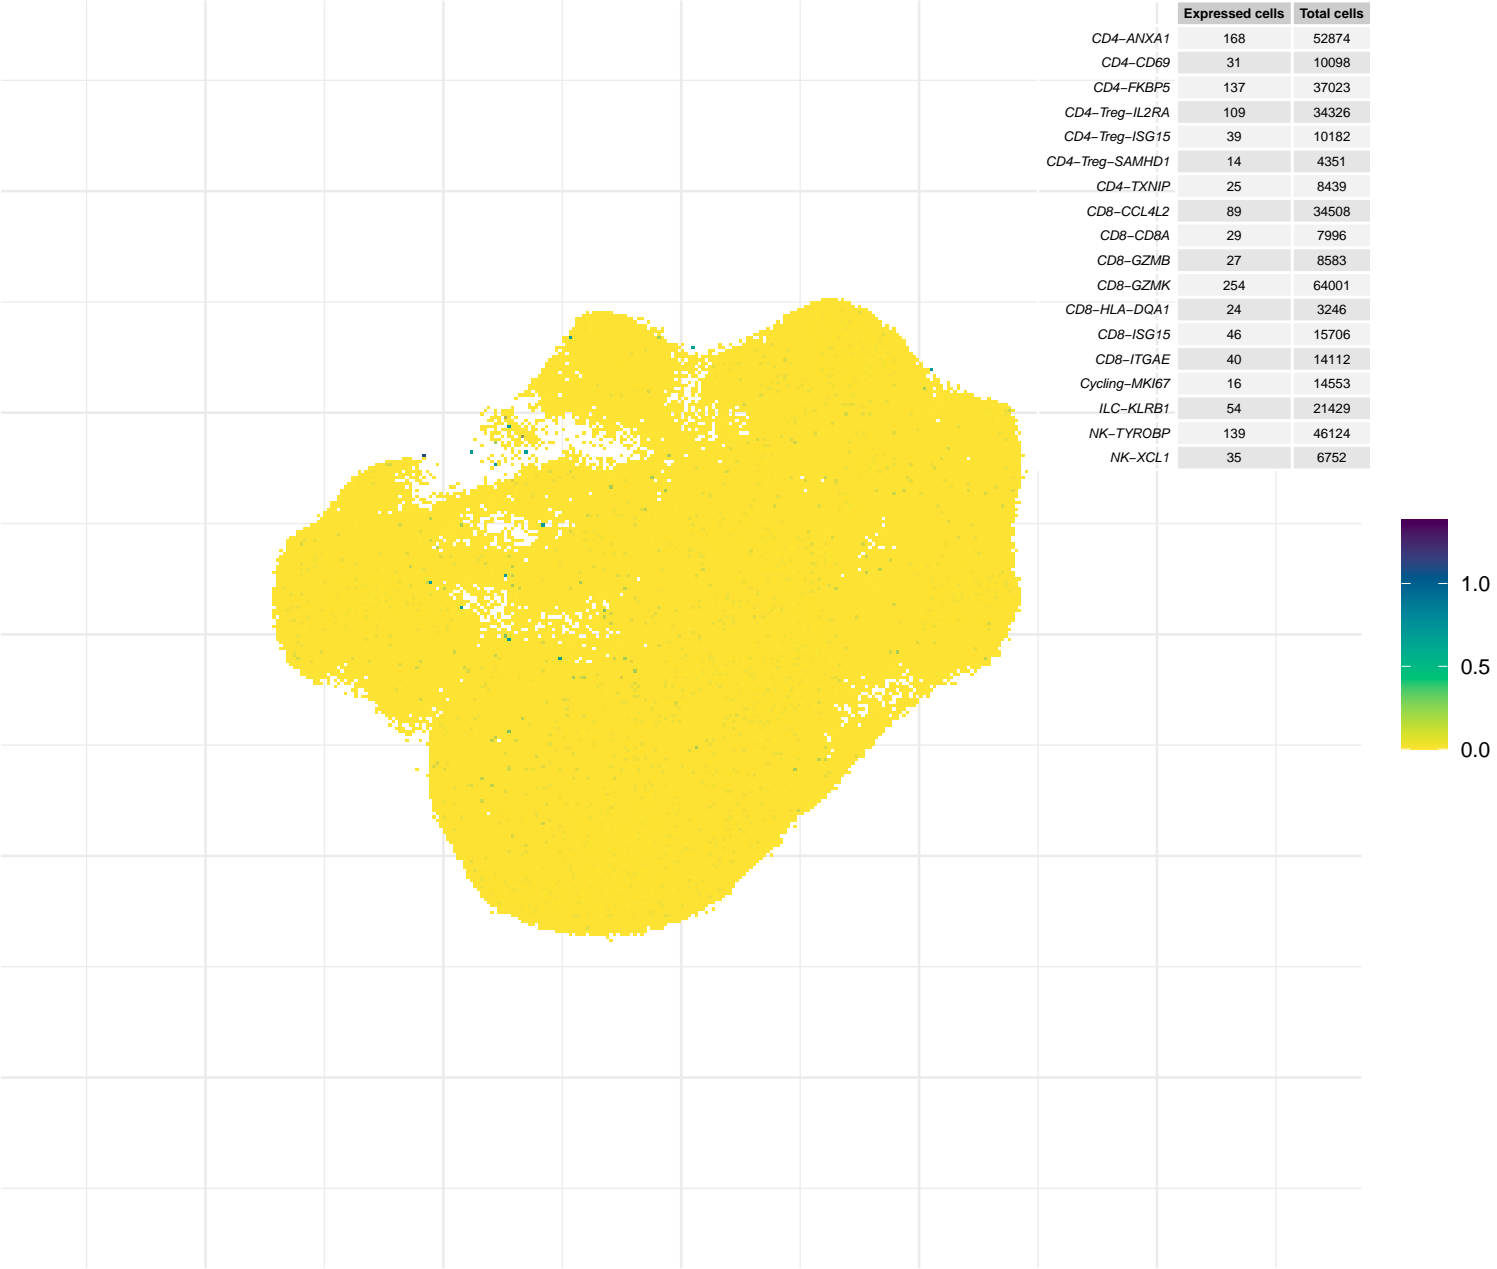 Expressed cells Total cells
CD4−ANXA1 168 52874
CD4−CD69 31 10098
CD4−FKBP5 137 37023
CD4−Treg−IL2RA 109 34326
CD4−Treg−ISG15 39 10182
CD4−Treg−SAMHD1 14 4351
CD4−TXNIP 25 8439
CD8−CCL4L2 89 34508
CD8−CD8A 29 7996
CD8−GZMB 27 8583
CD8−GZMK 254 64001
CD8−HLA−DQA1 24 3246
CD8−ISG15 46 15706
CD8−ITGAE 40 14112
Cycling−MKI67 16 14553
ILC−KLRB1 54 21429
NK−TYROBP 139 46124
NK−XCL1 35 6752
1.0
0.5
0.0